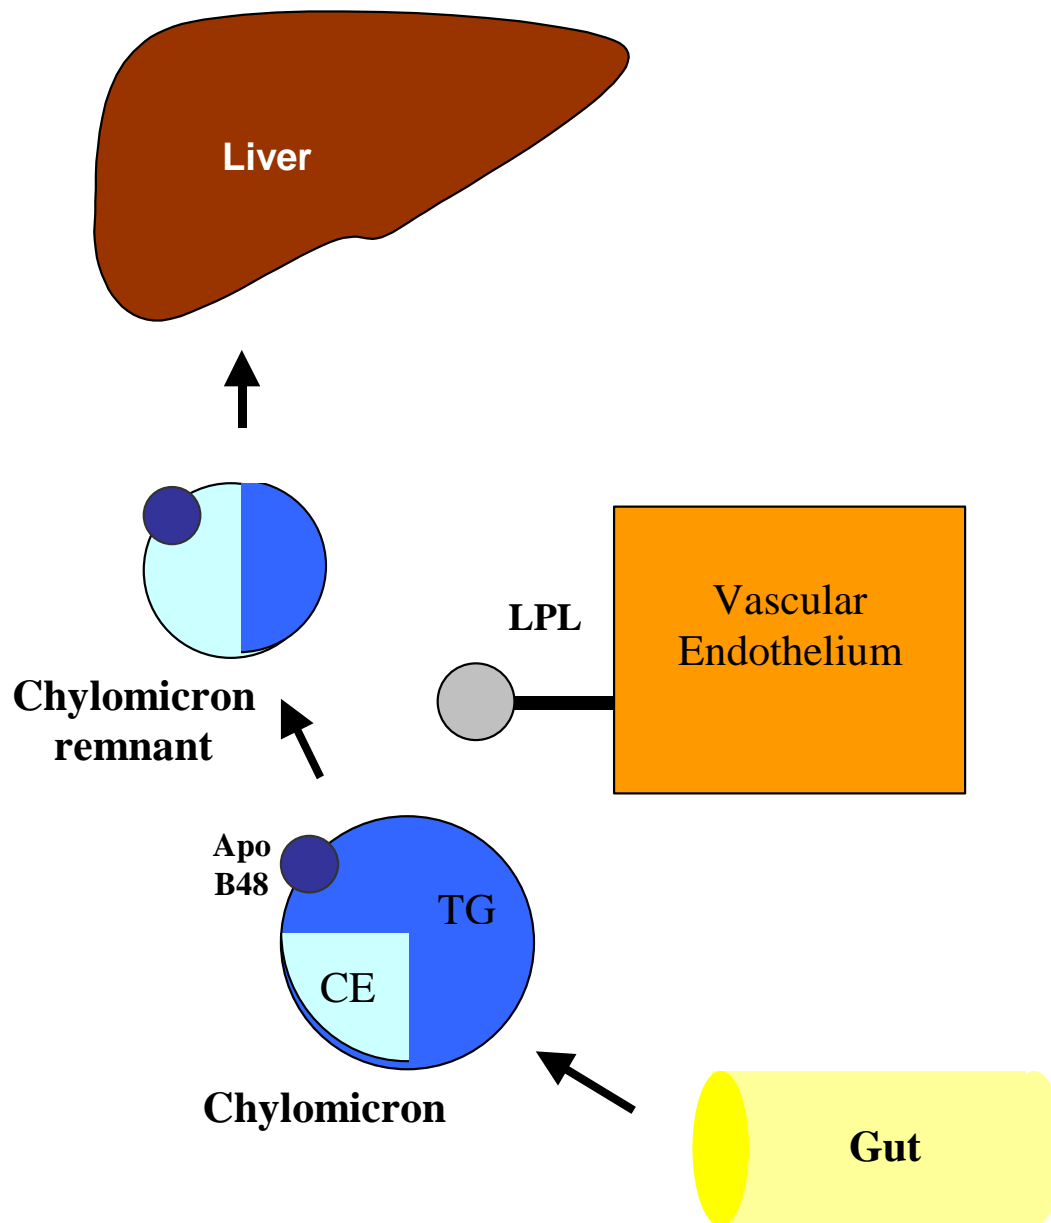 Liver
LPL
Vascular
Endothelium
Chylomicron
remnant
Apo
B48
TG
CE
Chylomicron
Gut